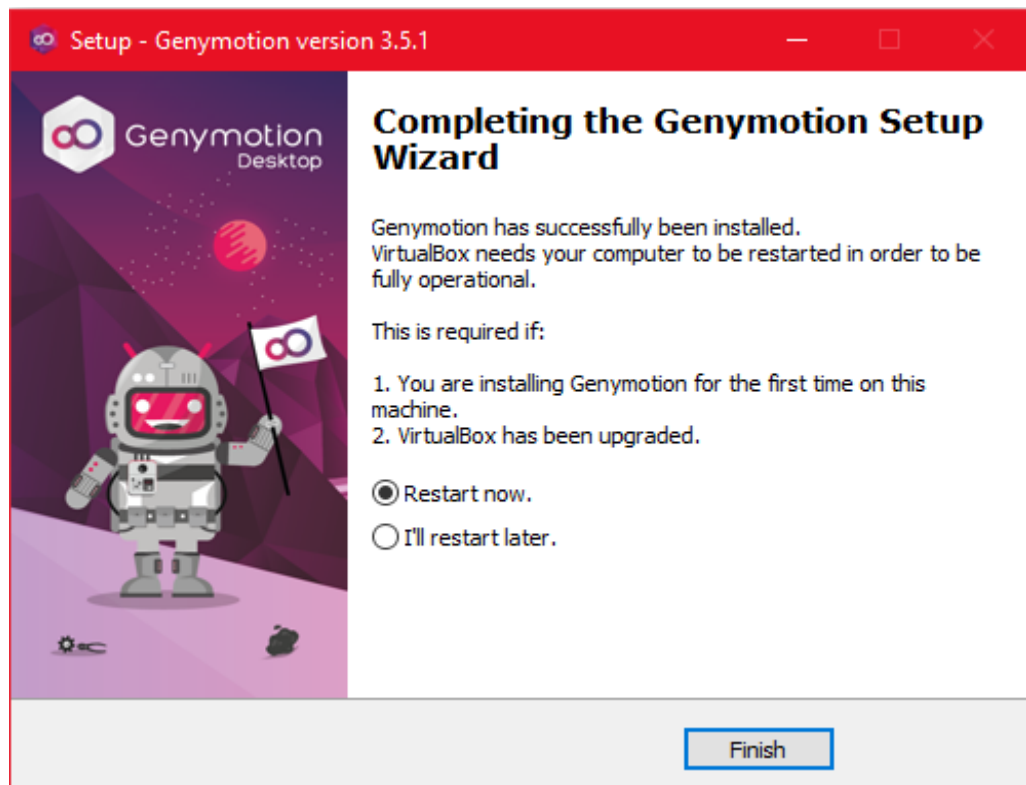 Setup - Genymotion version 3.5.1
Genymotion
Desktop
Completing the Genymotion Setup
Wizard
Genymotion has successfully been installed.
VirtualBox needs your computer to be restarted in order to be
fully operational.
This is required if:
1. You are installing Genymotion for the first time on this
machine.
2. VirtualBox has been upgraded.
Restart now.
I'll restart later.
Finish